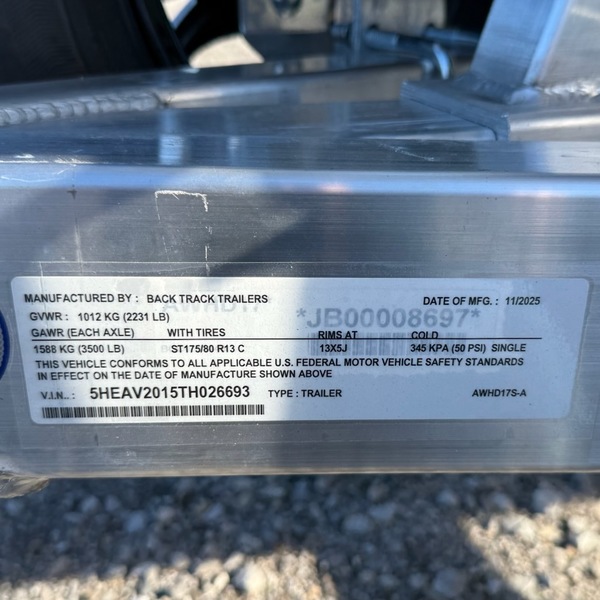 MANUFACTURED BY : BACK TRACK TRAILERS DATE OF MFG. : 11/2025
GVWR : 1012 KG (2231 LB) *JB00008697*
GAWR (EACH AXLE) WITH TIRES RIMS AT COLD
1588 KG (3500 LB) ST175/80 R13 C 13X5J 345 KPA (50 PSI) SINGLE
THIS VEHICLE CONFORMS TO ALL APPLICABLE U.S. FEDERAL MOTOR VEHICLE SAFETY STANDARDS
IN EFFECT ON THE DATE OF MANUFACTURE SHOWN ABOVE
V.I.N.. : 5HEAV2015TH026693 TYPE : TRAILER AWHD17S-A